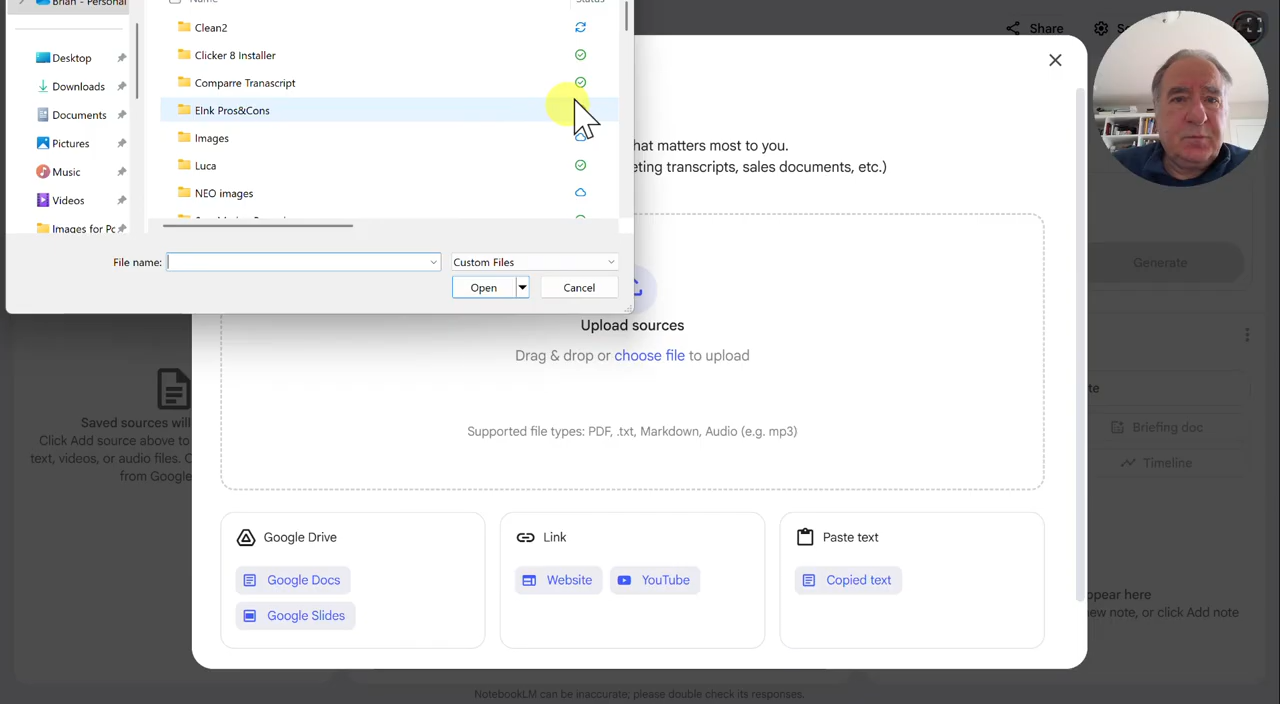 Brian - Personal
Name
Status
Clean2
Clicker 8 Installer
Comparre Transcript
EInk Pros&Cons
Images
Luca
NEO images
Desktop
Downloads
Documents
Pictures
Music
Videos
Images for Pc
File name:
Custom Files
Open
Cancel
Share
hat matters most to you.
eting transcripts, sales documents, etc.)
Generate
Upload sources
Drag & drop or choose file to upload
Supported file types: PDF, .txt, Markdown, Audio (e.g. mp3)
Saved sources will
Click Add source above to
text, videos, or audio files.
from Google
te
Briefing doc
Timeline
Google Drive
Google Docs
Google Slides
Link
Website
YouTube
Paste text
Copied text
ppear here
new note, or click Add note
NotebookLM can be inaccurate; please double check its responses.